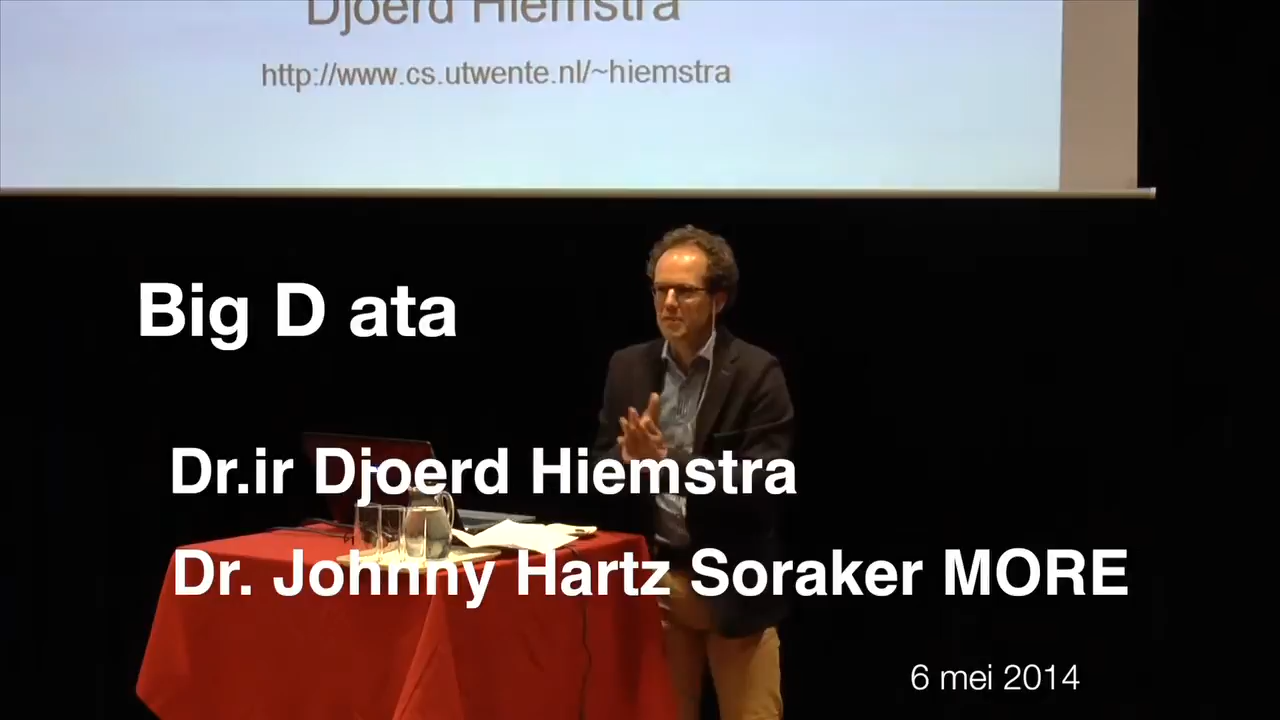 Djoerd Hiemstra
http://www.cs.utwente.nl/~hiemstra
Big D ata
Dr.ir Djoerd Hiemstra
Dr. Johnny Hartz Soraker MORE
6 mei 2014